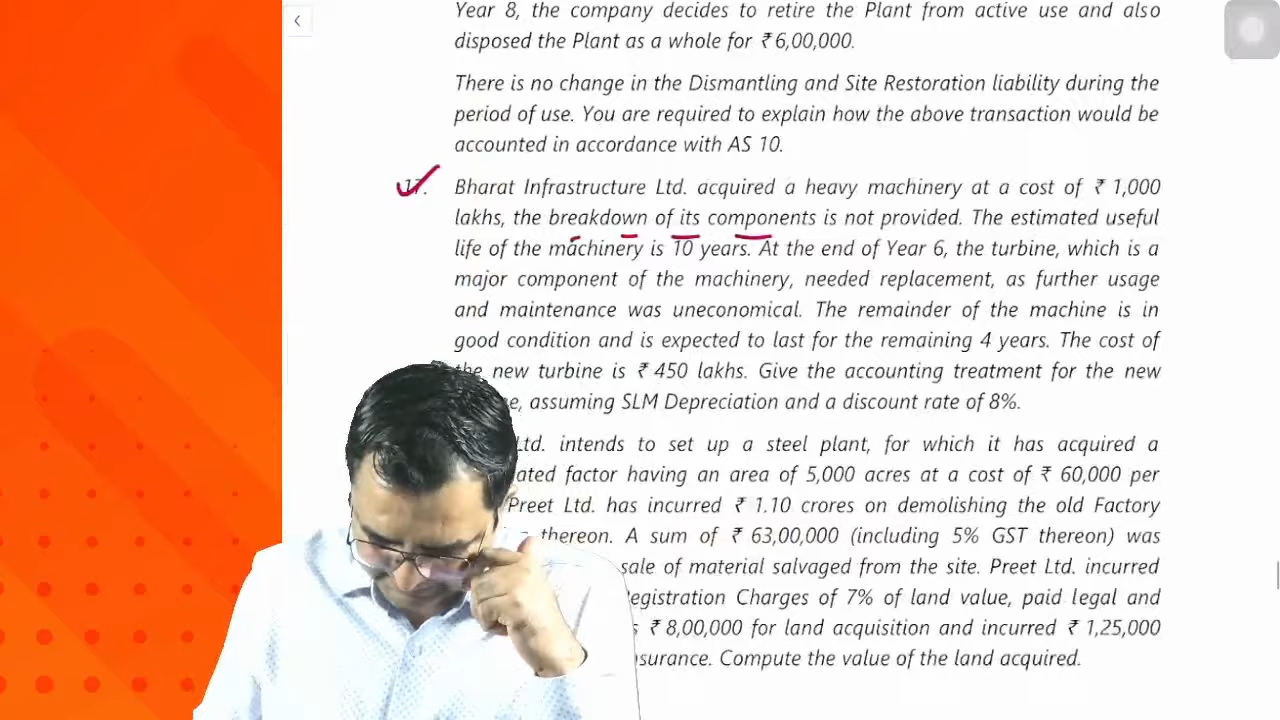 Year 8, the company decides to retire the Plant from active use and also
disposed the Plant as a whole for ₹ 6,00,000.
There is no change in the Dismantling and Site Restoration liability during the
period of use. You are required to explain how the above transaction would be
accounted in accordance with AS 10.
17. Bharat Infrastructure Ltd. acquired a heavy machinery at a cost of ₹ 1,000
lakhs, the breakdown of its components is not provided. The estimated useful
life of the machinery is 10 years. At the end of Year 6, the turbine, which is a
major component of the machinery, needed replacement, as further usage
and maintenance was uneconomical. The remainder of the machine is in
good condition and is expected to last for the remaining 4 years. The cost of
the new turbine is ₹ 450 lakhs. Give the accounting treatment for the new
assuming SLM Depreciation and a discount rate of 8%.
Ltd. intends to set up a steel plant, for which it has acquired a
factor having an area of 5,000 acres at a cost of ₹ 60,000 per
Preet Ltd. has incurred ₹ 1.10 crores on demolishing the old Factory
thereon. A sum of ₹ 63,00,000 (including 5% GST thereon) was
sale of material salvaged from the site. Preet Ltd. incurred
Charges of 7% of land value, paid legal and
₹ 8,00,000 for land acquisition and incurred ₹ 1,25,000
Compute the value of the land acquired.